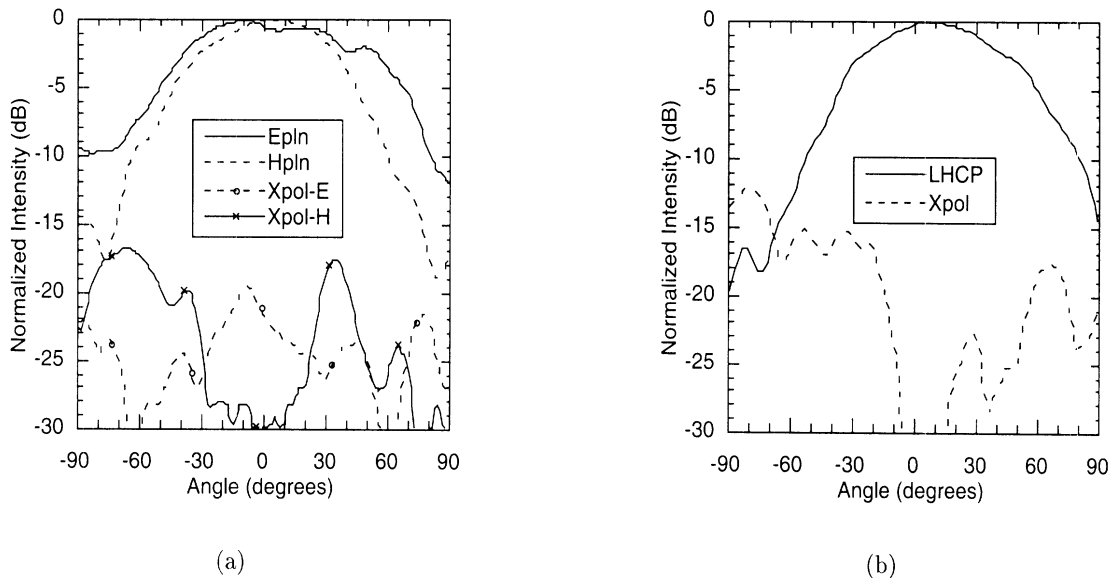 0
-5
-10
-15
-20
-25
-30
Normalized Intensity (dB)
Epln
Hpln
Xpol-E
Xpol-H
-90 -60 -30 0 30 60 90
Angle (degrees)
(a)
0
-5
-10
-15
-20
-25
-30
Normalized Intensity (dB)
LHCP
Xpol
-90 -60 -30 0 30 60 90
Angle (degrees)
(b)